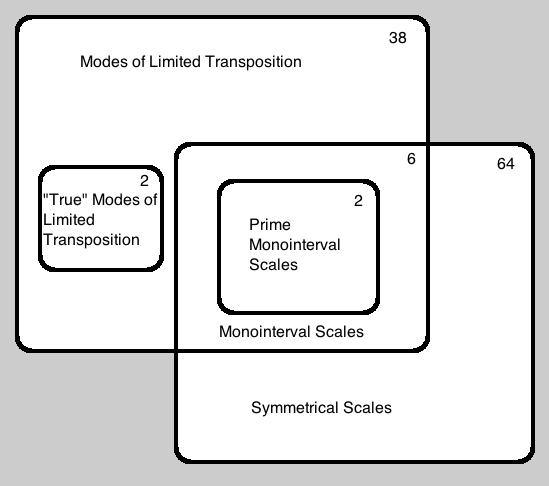 38
Modes of Limited Transposition
6
64
2
"True" Modes of
Limited
Transposition
2
Prime
Monointerval
Scales
Monointerval Scales
Symmetrical Scales